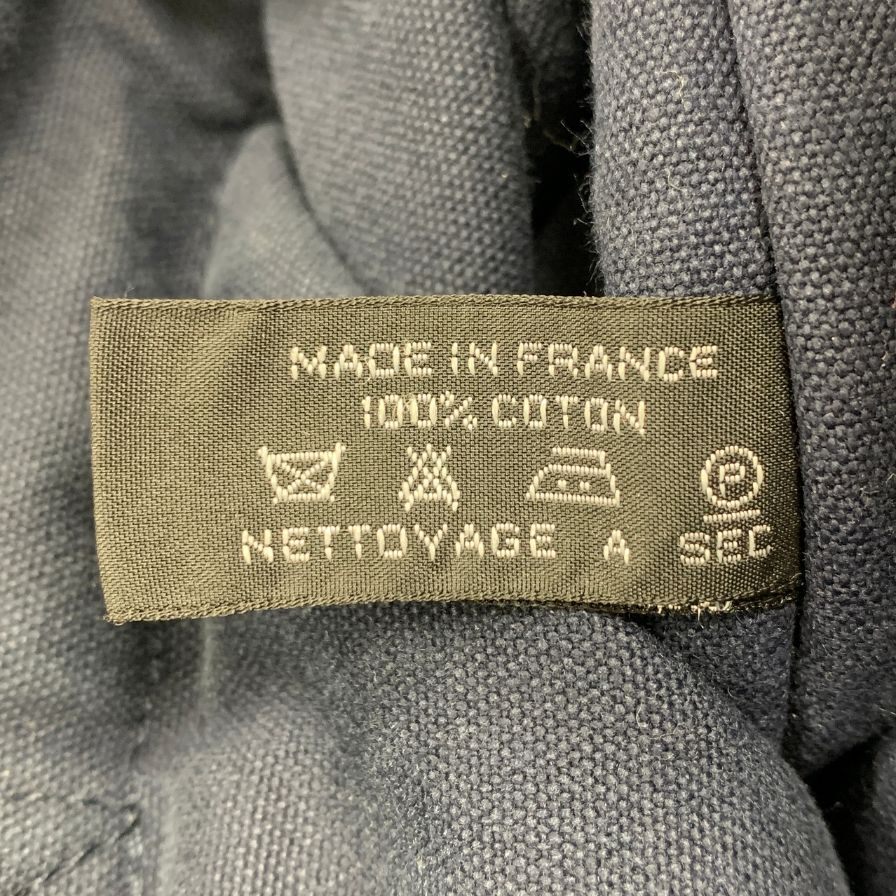 MADE IN FRANCE
100% COTON
P
NETTOYAGE A SEC